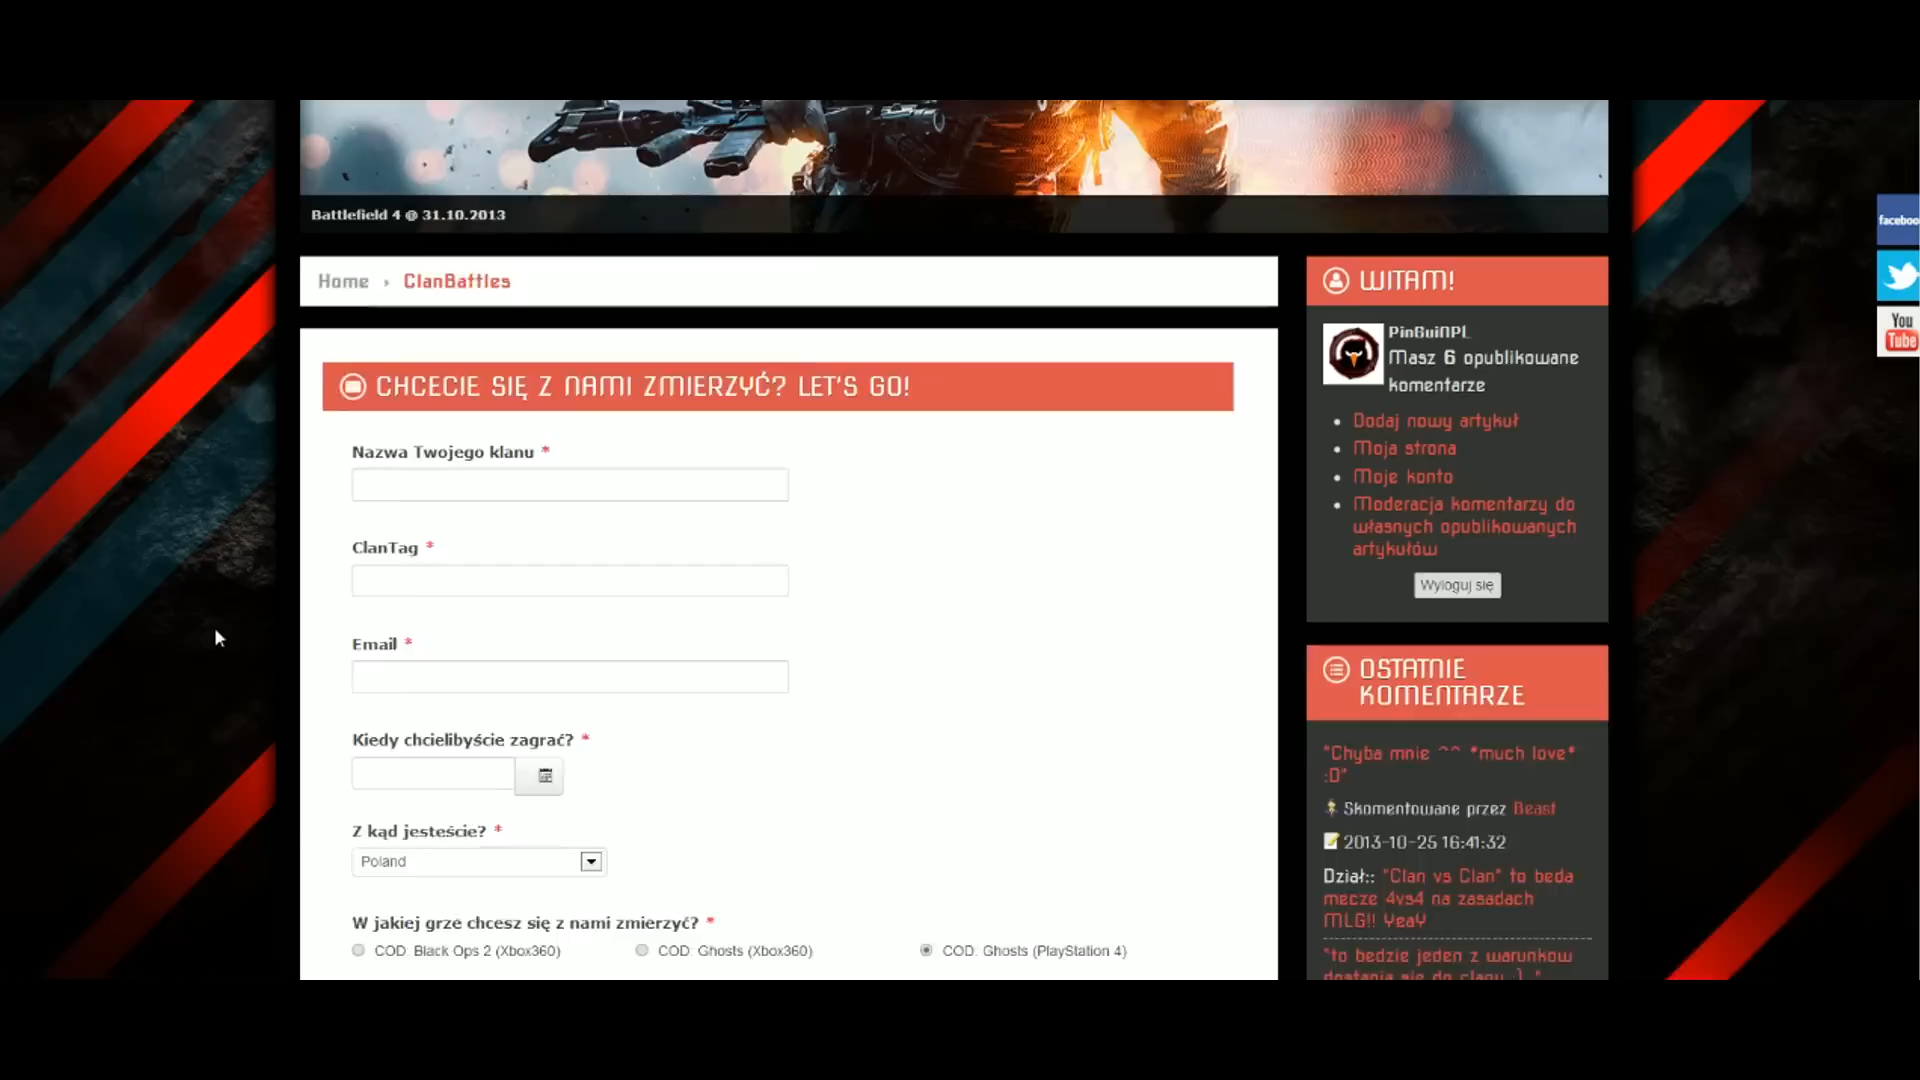 Battlefield 4 @ 31.10.2013
Home › ClanBattles
CHCECIE SIĘ Z NAMI ZMIERZYĆ? LET'S GO!
Nazwa Twojego klanu *
ClanTag *
Email *
Kiedy chcielibyście zagrać? *
Z kąd jesteście? *
Poland
W jakiej grze chcesz się z nami zmierzyć? *
COD: Black Ops 2 (Xbox360) COD: Ghosts (Xbox360) COD: Ghosts (PlayStation 4)
WITAM!
PinGuiNPL
Masz 6 opublikowane
komentarze
Dodaj nowy artykuł
Moja strona
Moje konto
Moderacja komentarzy do
własnych opublikowanych
artykułów
Wyloguj się
OSTATNIE
KOMENTARZE
"Chyba mnie ^^ *much love*
:D"
Skomentowane przez Beast
2013-10-25 16:41:32
Dział:: "Clan vs Clan" to beda
mecze 4vs4 na zasadach
MLG!! YeaY
"to bedzie jeden z warunkow
dostania sie do clanu :) "
faceboo
You
Tube